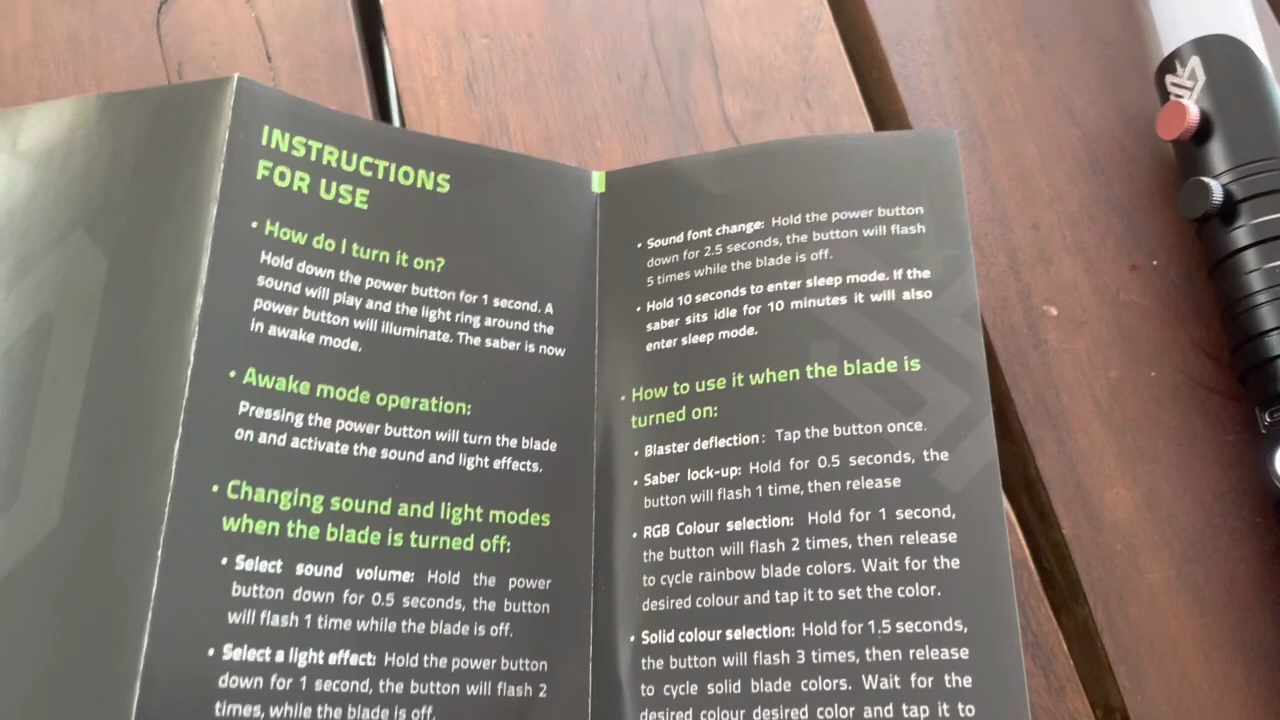 INSTRUCTIONS
FOR USE
• How do I turn it on?
Hold down the power button for 1 second. A
sound will play and the light ring around the
power button will illuminate. The saber is now
in awake mode.
• Awake mode operation:
Pressing the power button will turn the blade
on and activate the sound and light effects.
• Changing sound and light modes
when the blade is turned off:
• Select sound volume: Hold the power
button down for 0.5 seconds, the button
will flash 1 time while the blade is off.
• Select a light effect: Hold the power button
down for 1 second, the button will flash 2
times, while the blade is off.
• Sound font change: Hold the power button
down for 2.5 seconds, the button will flash
5 times while the blade is off.
• Hold 10 seconds to enter sleep mode. If the
saber sits idle for 10 minutes it will also
enter sleep mode.
• How to use it when the blade is
turned on:
• Blaster deflection: Tap the button once.
• Saber lock-up: Hold for 0.5 seconds, the
button will flash 1 time, then release
• RGB Colour selection: Hold for 1 second,
the button will flash 2 times, then release
to cycle rainbow blade colors. Wait for the
desired colour and tap it to set the color.
• Solid colour selection: Hold for 1.5 seconds,
the button will flash 3 times, then release
to cycle solid blade colors. Wait for the
desired colour desired color and tap it to